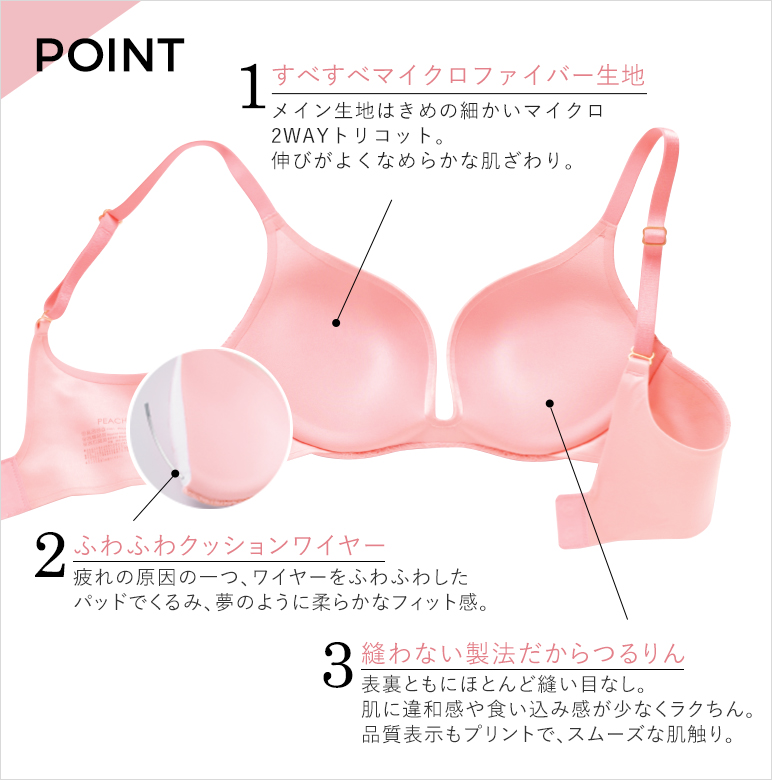 POINT
1
すべすべマイクロファイバー生地
メイン生地はきめの細かいマイクロ
2WAYトリコット。
伸びがよくなめらかな肌ざわり。
PEACH
2
ふわふわクッションワイヤー
疲れの原因の一つ、ワイヤーをふわふわした
パッドでくるみ、夢のように柔らかなフィット感。
3
縫わない製法だからつるりん
表裏ともにほとんど縫い目なし。
肌に違和感や食い込み感が少なくラクちん。
品質表示もプリントで、スムーズな肌触り。